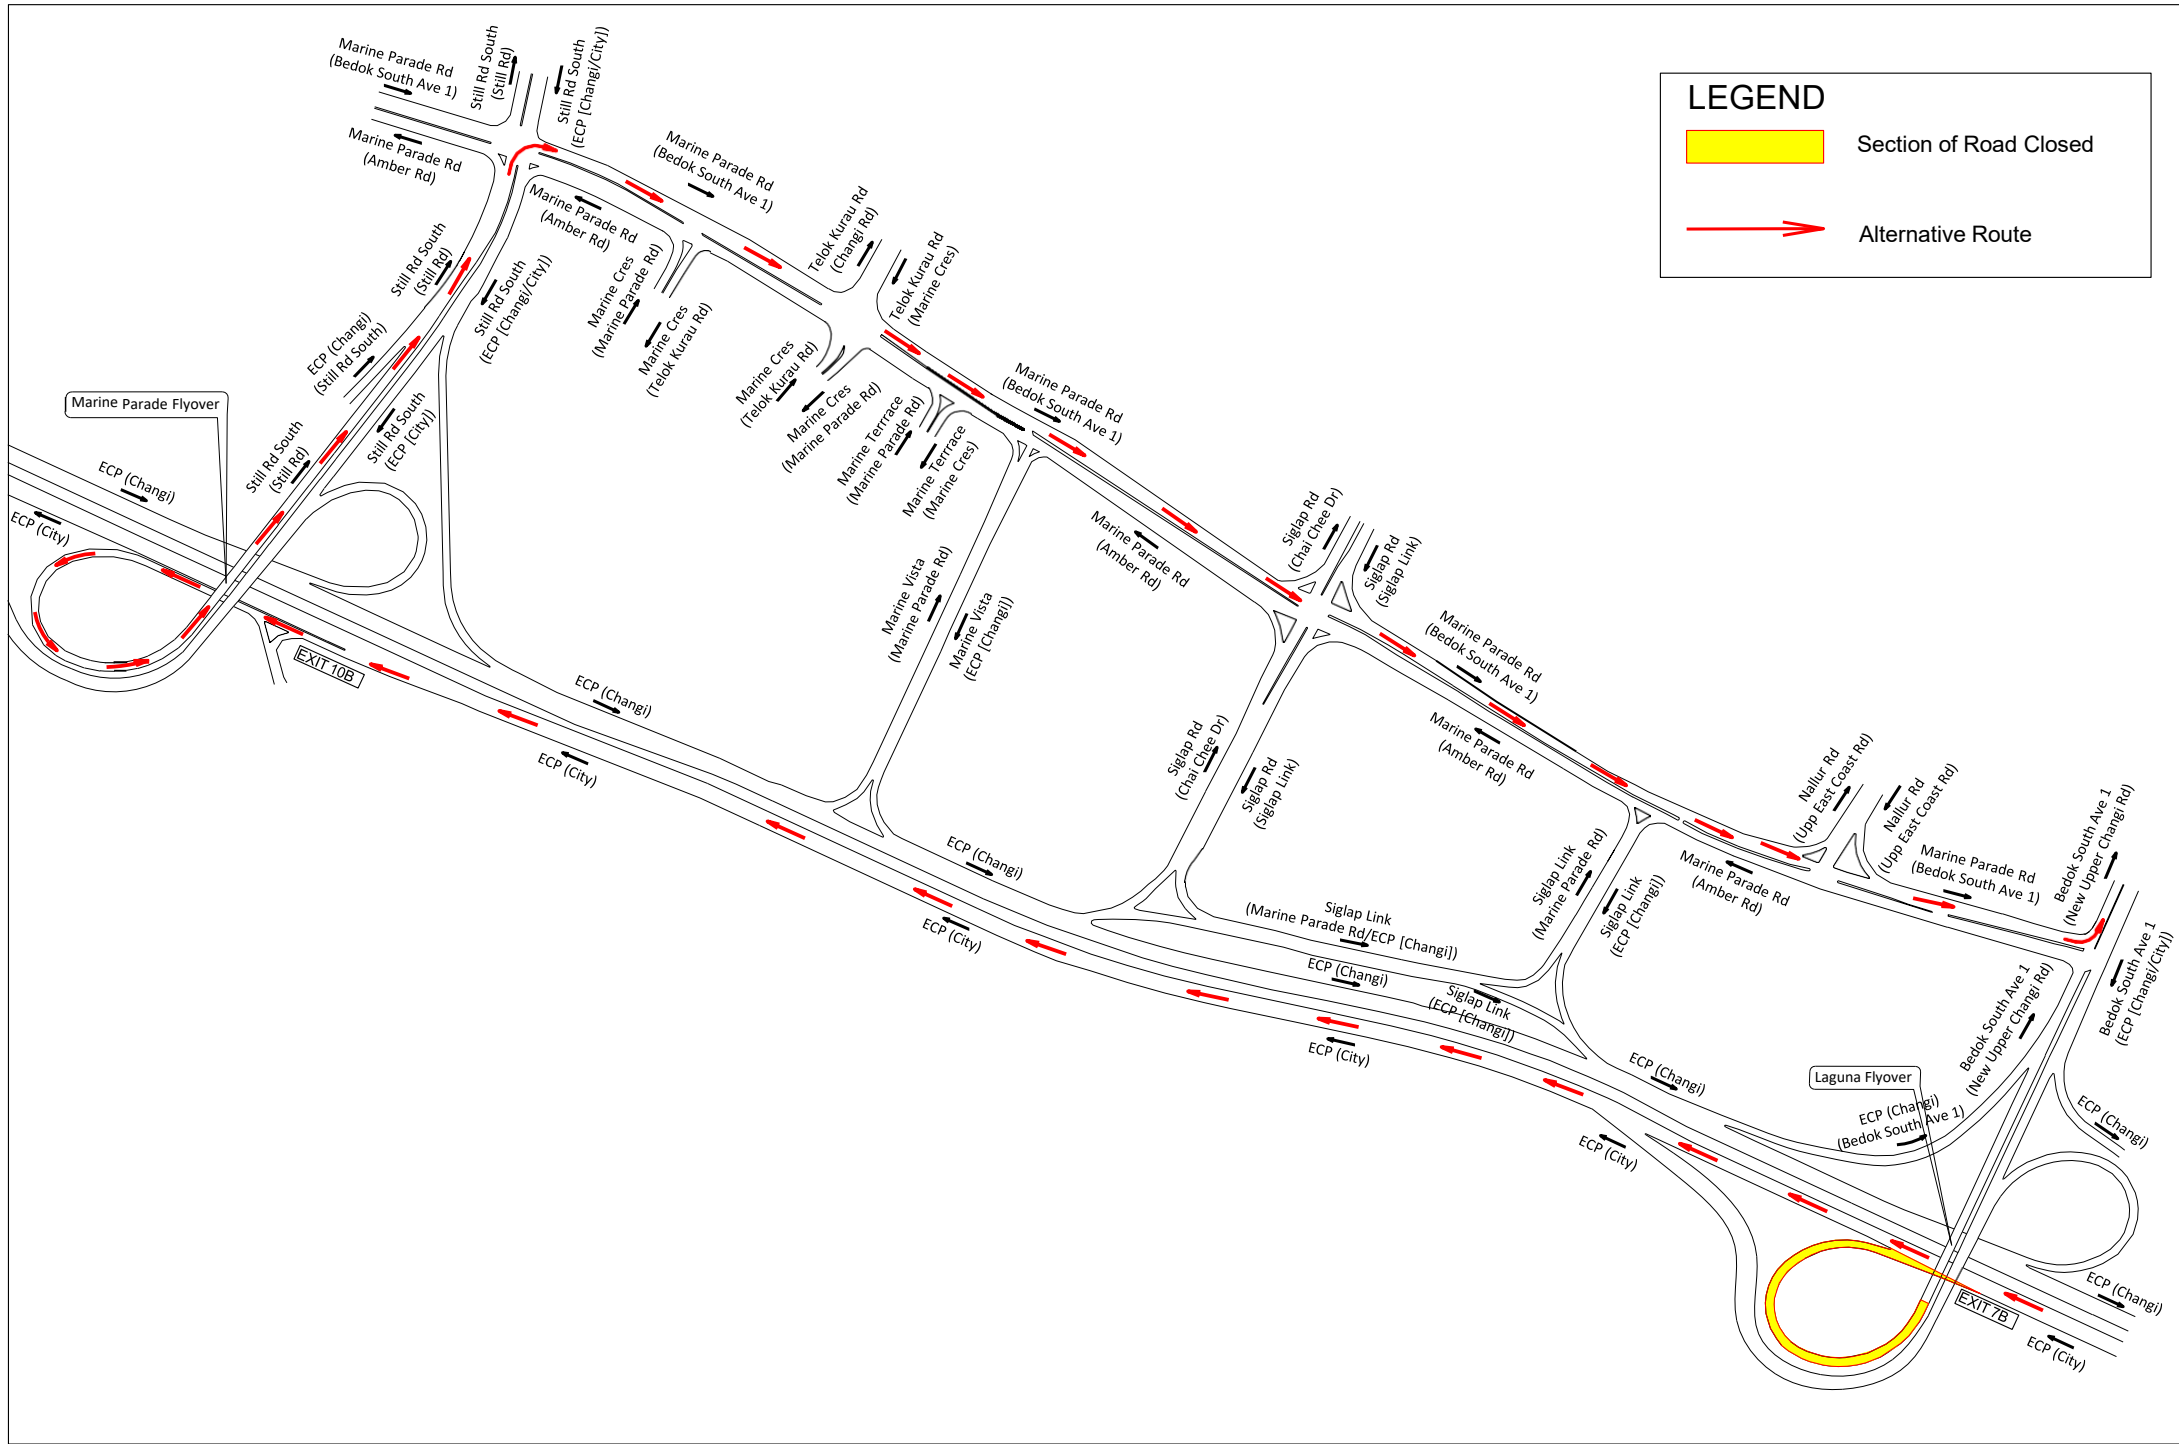 LEGEND
Section of Road Closed
Alternative Route
Marine Parade Rd
(Bedok South Ave 1)
Still Rd South
(Still Rd)
Still Rd South
(ECP [Changi/City])
Marine Parade Rd
(Amber Rd)
Marine Parade Rd
(Bedok South Ave 1)
Marine Parade Rd
(Amber Rd)
Telok Kurau Rd
(Changi Rd)
Telok Kurau Rd
(Marine Cres)
Still Rd South
(Still Rd)
Still Rd South
(ECP [Changi/City])
Marine Cres
(Marine Parade Rd)
Marine Cres
(Telok Kurau Rd)
ECP (Changi)
(Still Rd South)
Marine Cres
(Telok Kurau Rd)
Marine Cres
(Marine Parade Rd)
Marine Terrrace
(Marine Parade Rd)
Marine Terrrace
(Marine Cres)
Marine Parade Rd
(Bedok South Ave 1)
Marine Parade Flyover
Still Rd South
(Still Rd)
Still Rd South
(ECP [City])
ECP (Changi)
ECP (City)
Marine Parade Rd
(Amber Rd)
Siglap Rd
(Chai Chee Dr)
Siglap Rd
(Siglap Link)
Marine Vista
(Marine Parade Rd)
Marine Vista
(ECP [Changi])
EXIT 10B
ECP (Changi)
ECP (City)
Marine Parade Rd
(Bedok South Ave 1)
Marine Parade Rd
(Amber Rd)
Siglap Rd
(Chai Chee Dr)
Siglap Rd
(Siglap Link)
Nallur Rd
(Upp East Coast Rd)
Nallur Rd
(Upp East Coast Rd)
Marine Parade Rd
(Bedok South Ave 1)
Bedok South Ave 1
(New Upper Changi Rd)
Marine Parade Rd
(Amber Rd)
ECP (Changi)
ECP (City)
Siglap Link
(Marine Parade Rd/ECP [Changi])
Siglap Link
(Marine Parade Rd)
Siglap Link
(ECP [Changi])
ECP (Changi)
Siglap Link
(ECP [Changi])
ECP (City)
Bedok South Ave 1
(New Upper Changi Rd)
Bedok South Ave 1
(ECP [Changi/City])
ECP (Changi)
Laguna Flyover
ECP (Changi)
(Bedok South Ave 1)
ECP (Changi)
ECP (City)
ECP (Changi)
EXIT 7B
ECP (City)